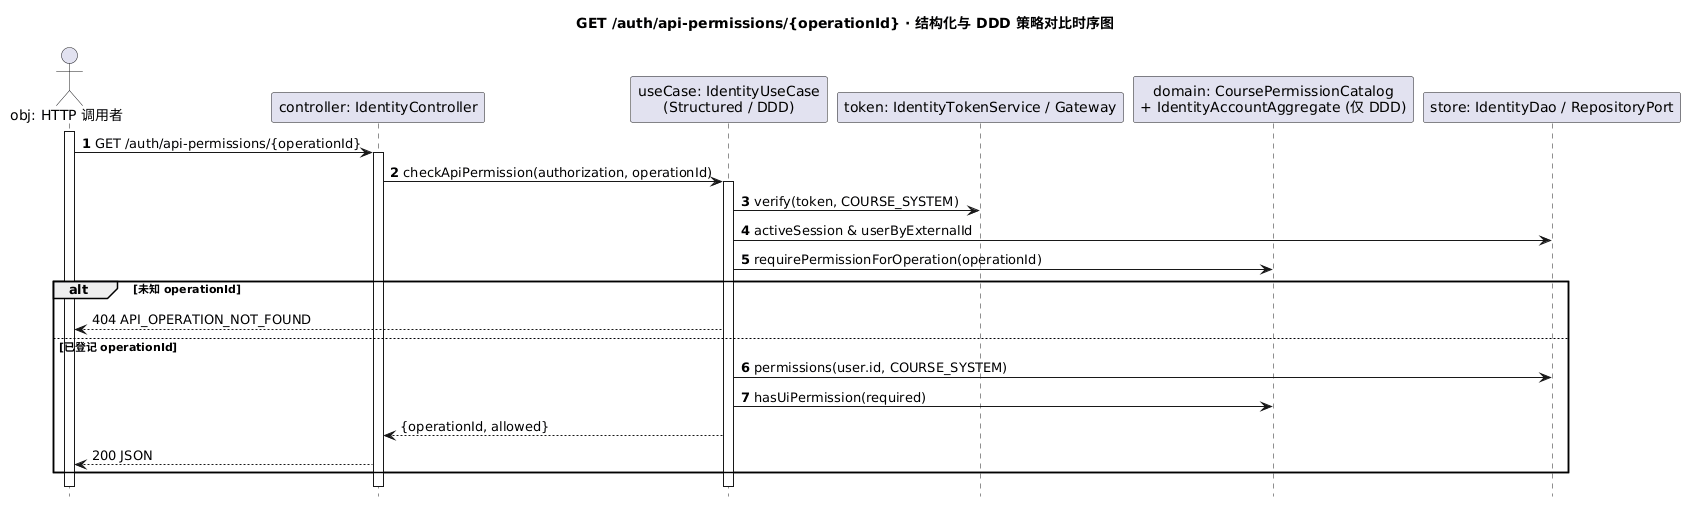 GET /auth/api-permissions/{operationId} · 结构化与 DDD 策略对比时序图
obj: HTTP 调用者
controller: IdentityController
useCase: IdentityUseCase
(Structured / DDD)
token: IdentityTokenService / Gateway
domain: CoursePermissionCatalog
+ IdentityAccountAggregate (仅 DDD)
store: IdentityDao / RepositoryPort
1 GET /auth/api-permissions/{operationId}
2 checkApiPermission(authorization, operationId)
3 verify(token, COURSE_SYSTEM)
4 activeSession & userByExternalId
5 requirePermissionForOperation(operationId)
alt [未知 operationId]
404 API_OPERATION_NOT_FOUND
[已登记 operationId]
6 permissions(user.id, COURSE_SYSTEM)
7 hasUiPermission(required)
{operationId, allowed}
200 JSON